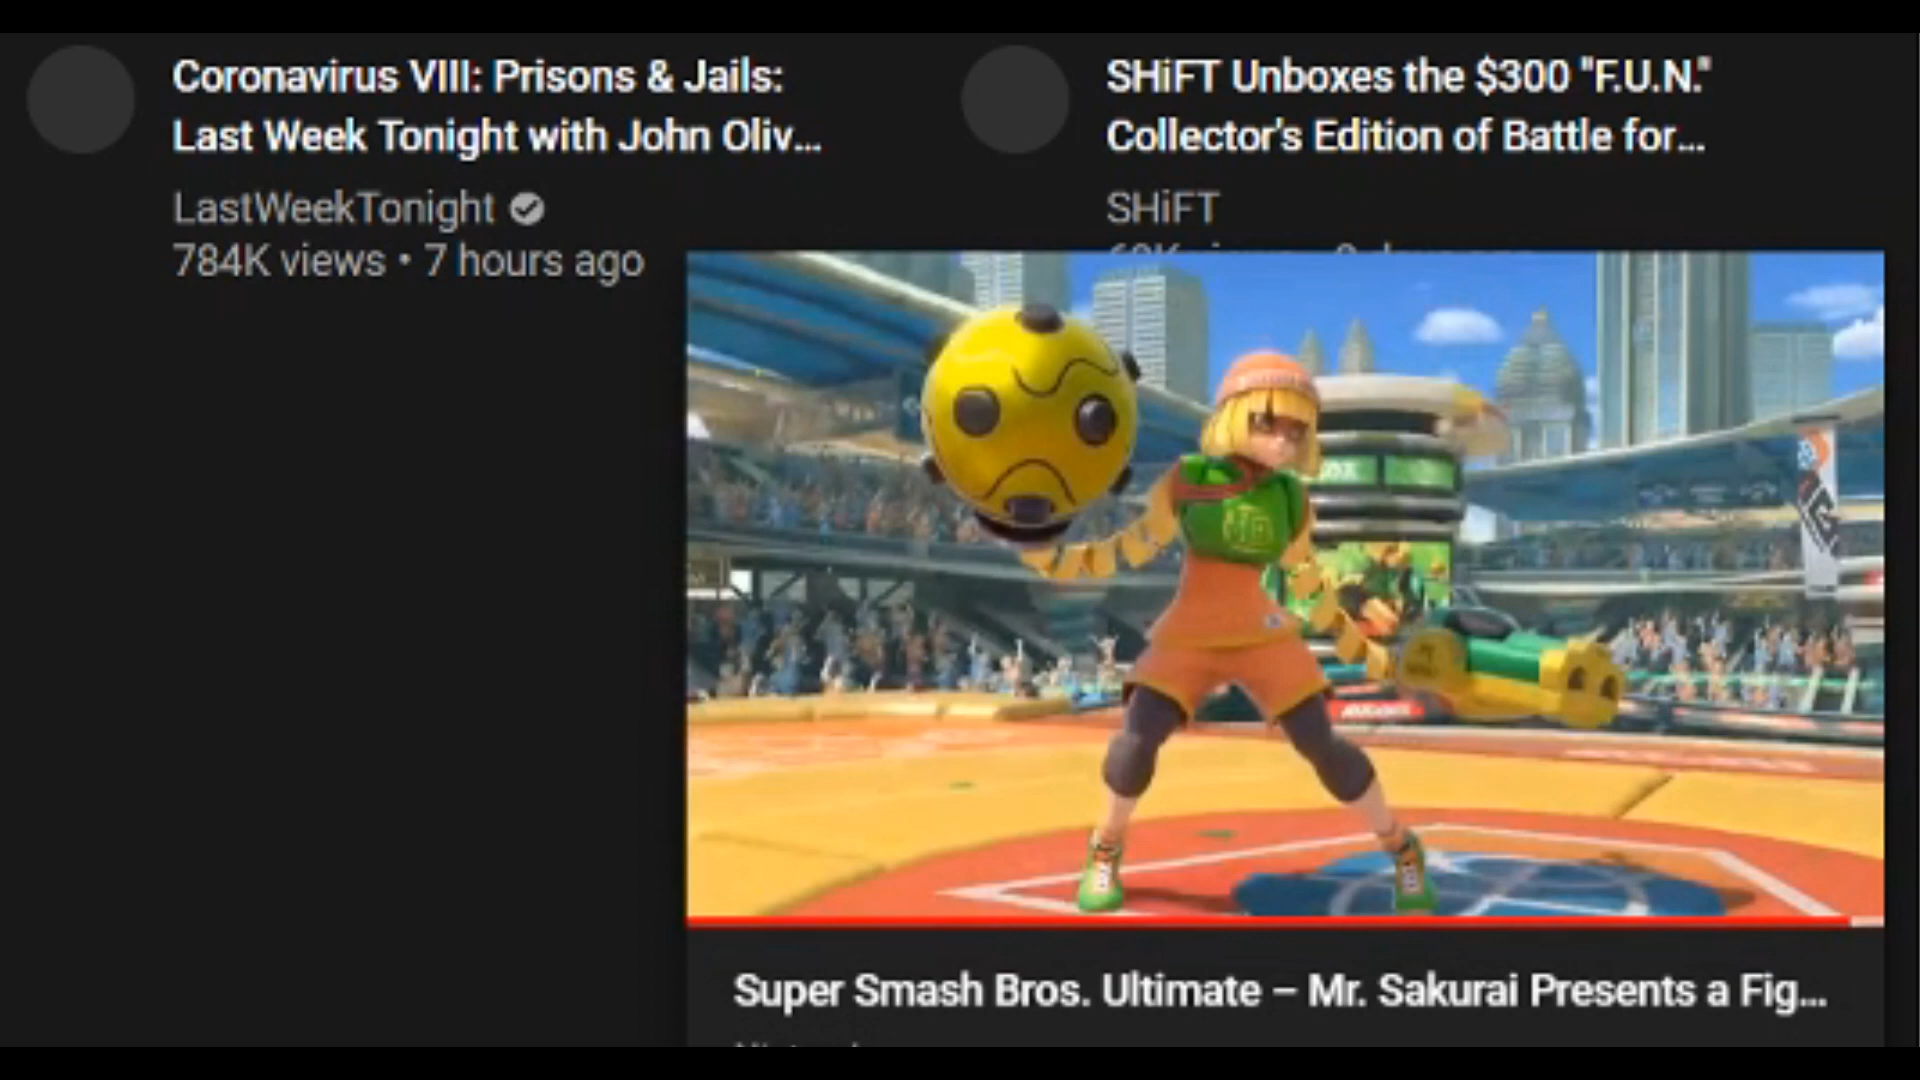 Coronavirus VIII: Prisons & Jails:
Last Week Tonight with John Oliv...
LastWeekTonight
784K views • 7 hours ago
SHiFT Unboxes the $300 "F.U.N."
Collector's Edition of Battle for...
SHiFT
Super Smash Bros. Ultimate – Mr. Sakurai Presents a Fig...